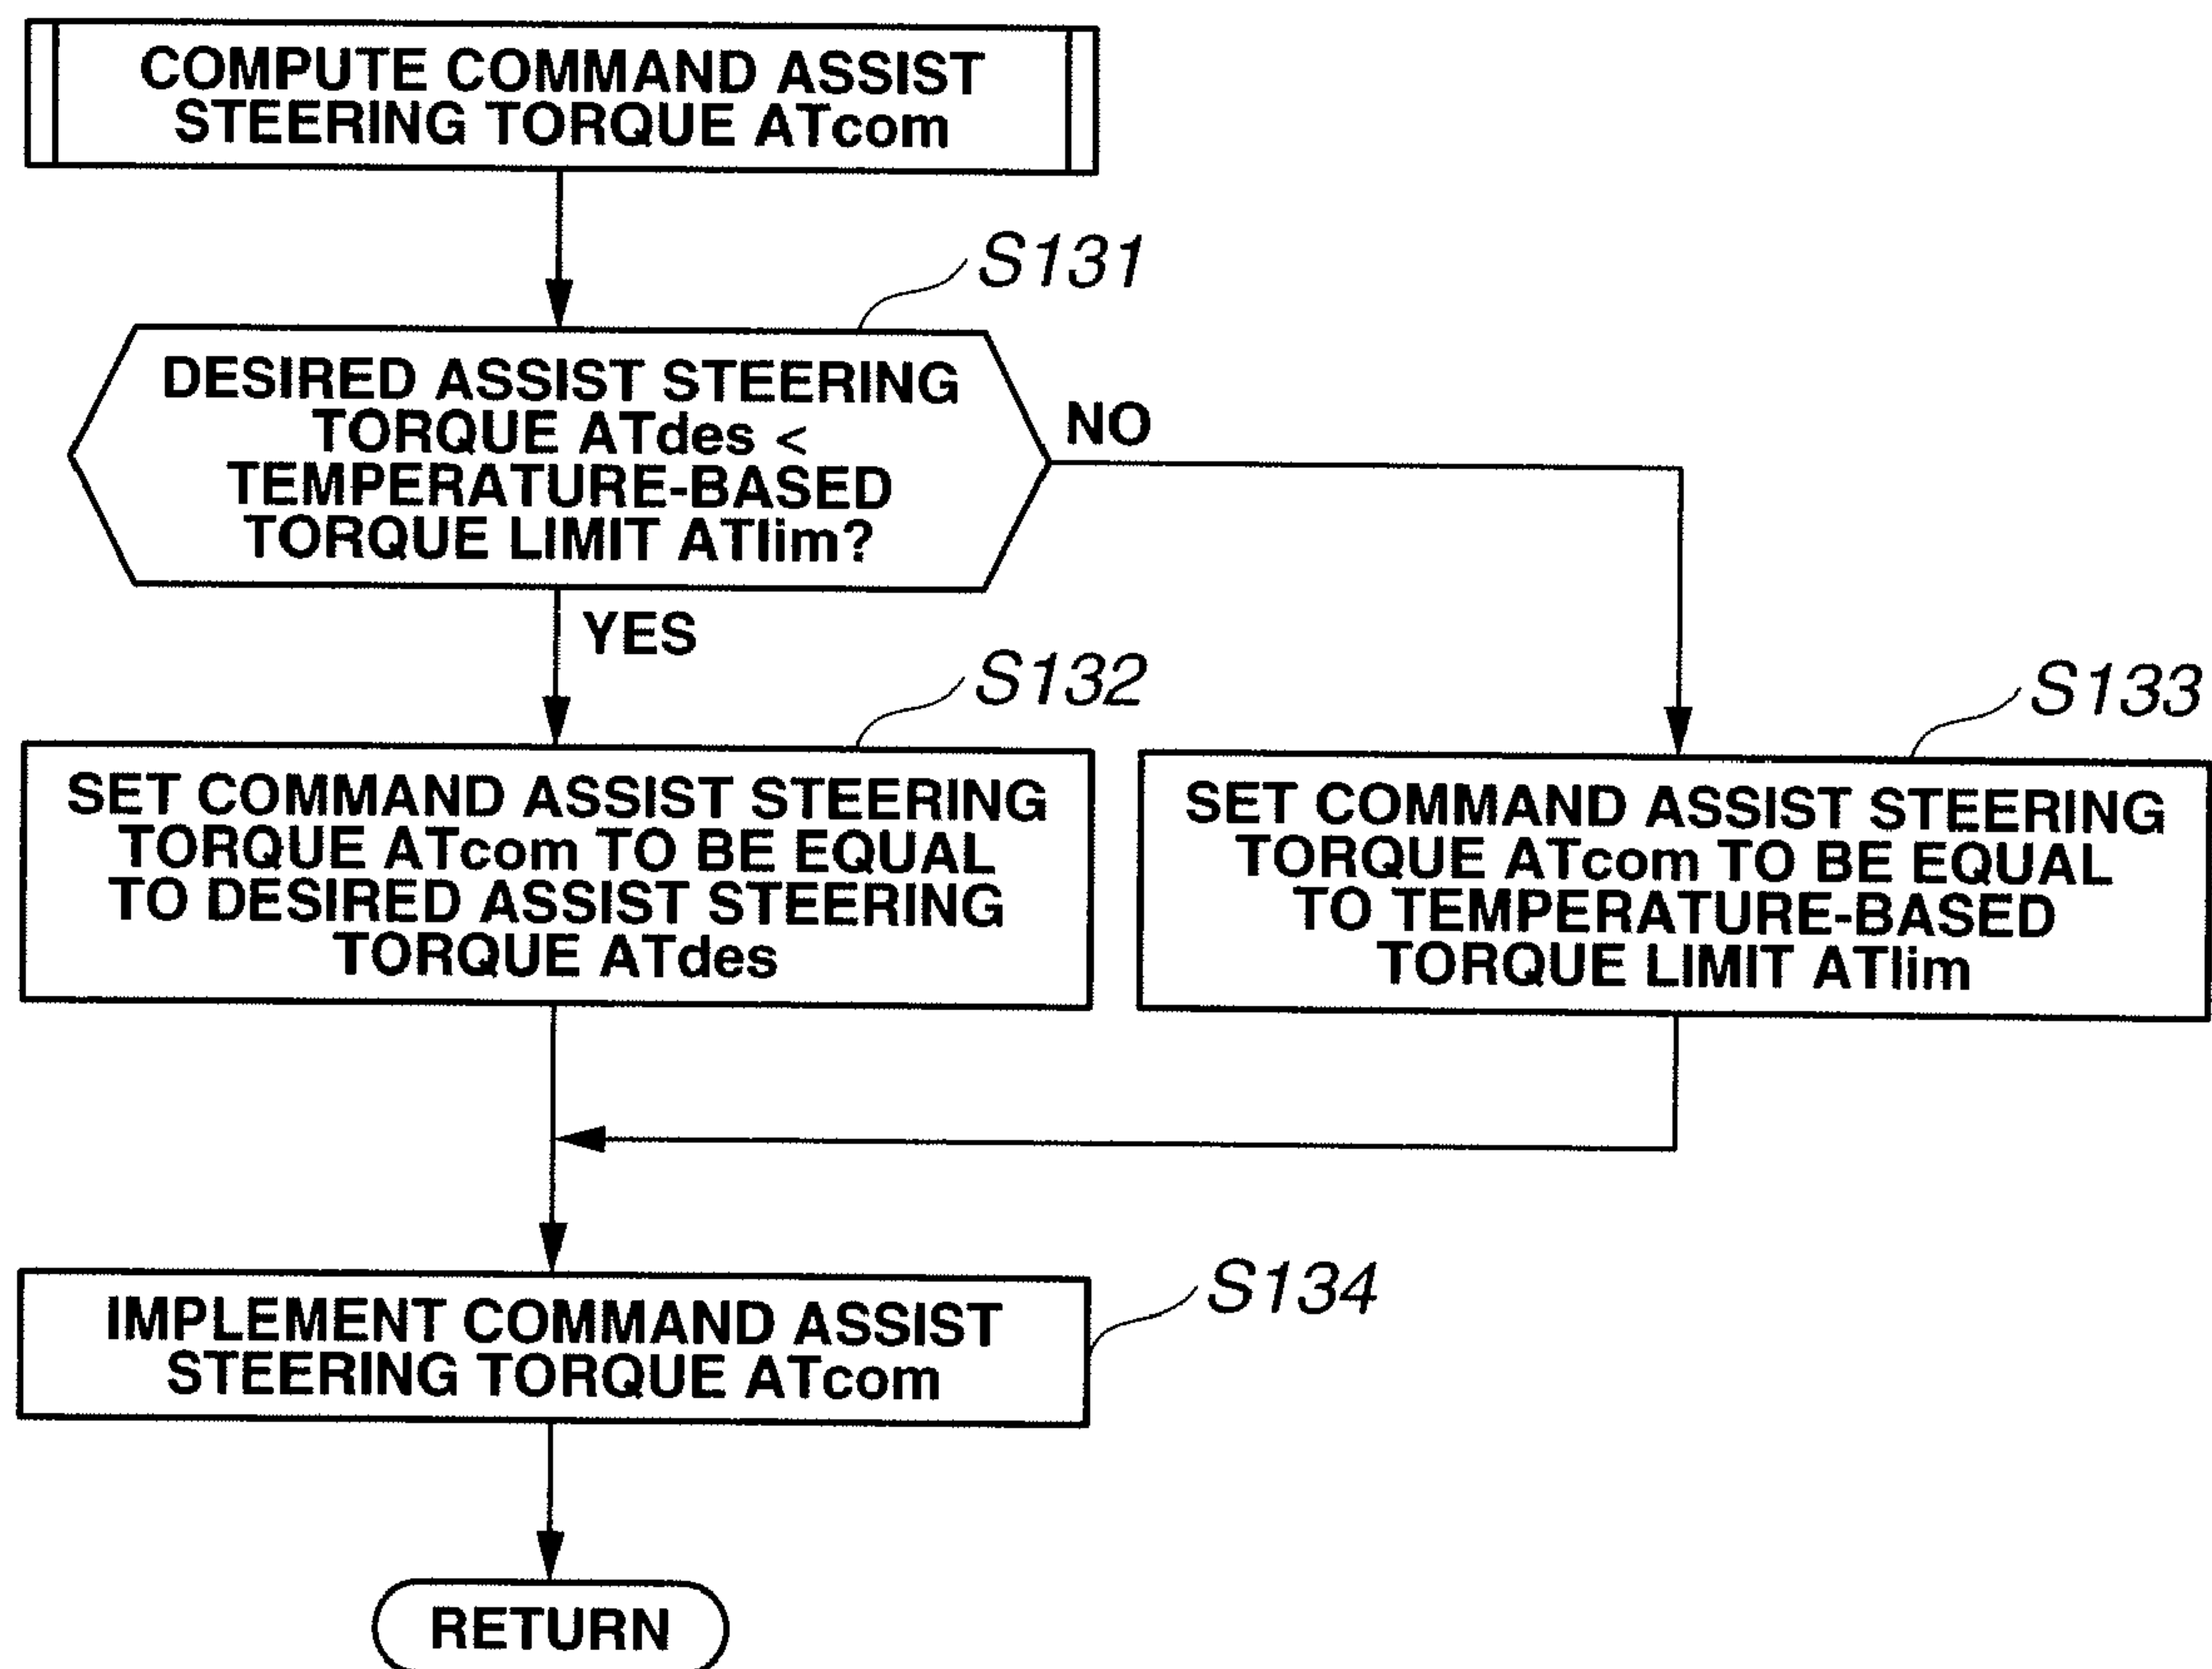 COMPUTE COMMAND ASSIST
STEERING TORQUE ATcom
S131
DESIRED ASSIST STEERING
TORQUE ATdes <
TEMPERATURE-BASED
TORQUE LIMIT ATlim?
NO
YES
S132
SET COMMAND ASSIST STEERING
TORQUE ATcom TO BE EQUAL
TO DESIRED ASSIST STEERING
TORQUE ATdes
S133
SET COMMAND ASSIST STEERING
TORQUE ATcom TO BE EQUAL
TO TEMPERATURE-BASED
TORQUE LIMIT ATlim
IMPLEMENT COMMAND ASSIST
STEERING TORQUE ATcom
S134
RETURN